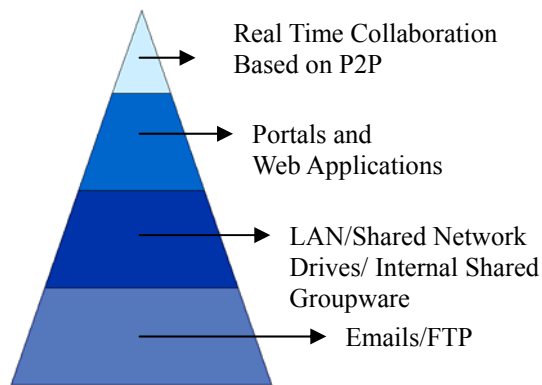 Real Time Collaboration
Based on P2P
Portals and
Web Applications
LAN/Shared Network
Drives/ Internal Shared
Groupware
Emails/FTP